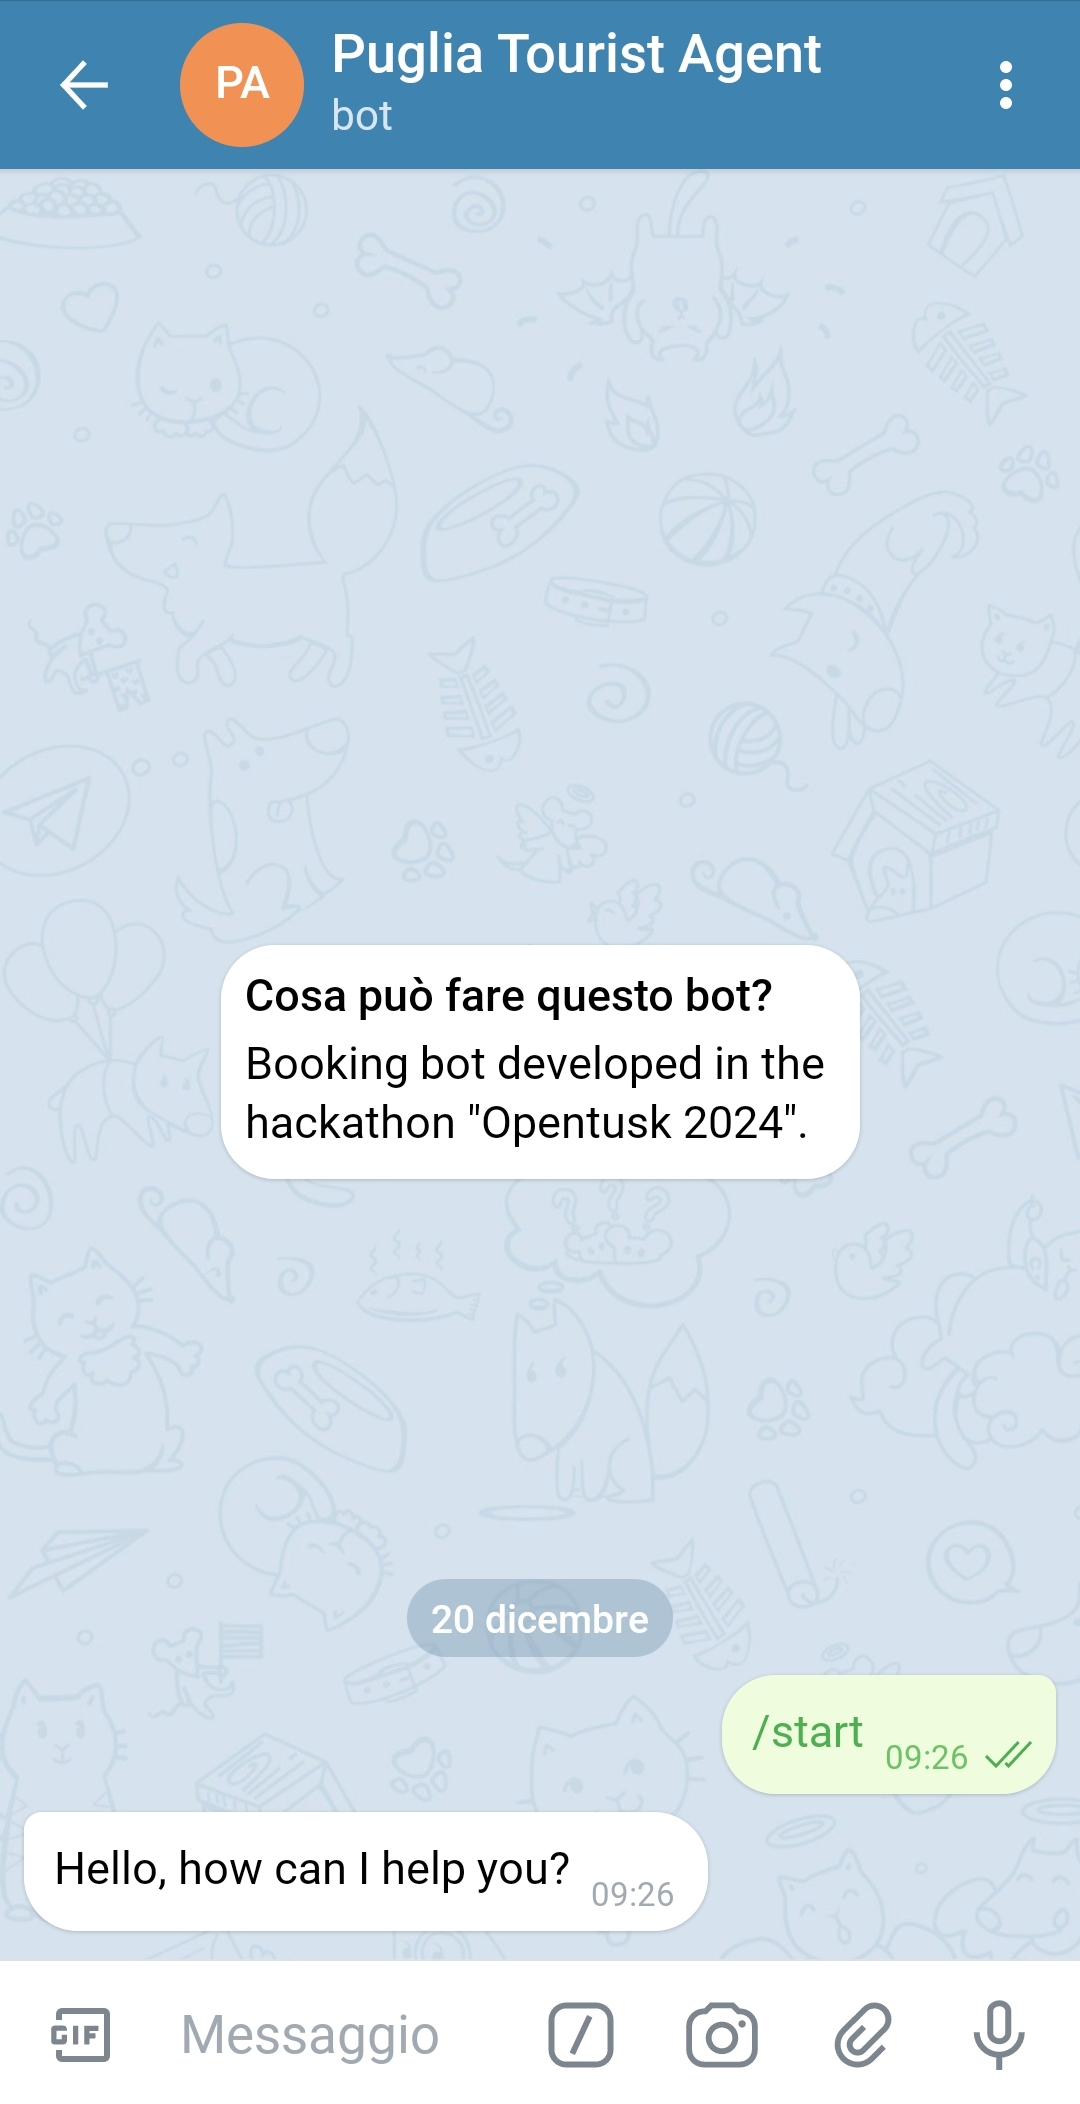 PA
Puglia Tourist Agent
bot
Cosa può fare questo bot?
Booking bot developed in the
hackathon "Opentusk 2024".
20 dicembre
/start 09:26
Hello, how can I help you? 09:26
GIF Messaggio